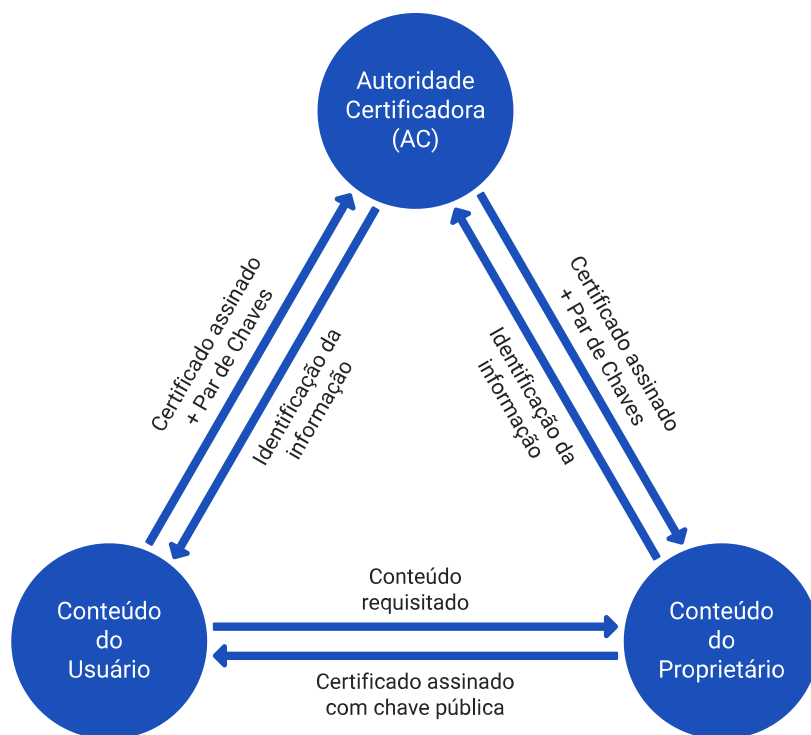 Autoridade
Certificadora
(AC)
Certificado assinado
+ Par de Chaves
Identificação da
informação
Identificação da
informação
Certificado assinado
+ Par de Chaves
Conteúdo
do
Usuário
Conteúdo
requisitado
Certificado assinado
com chave pública
Conteúdo
do
Proprietário